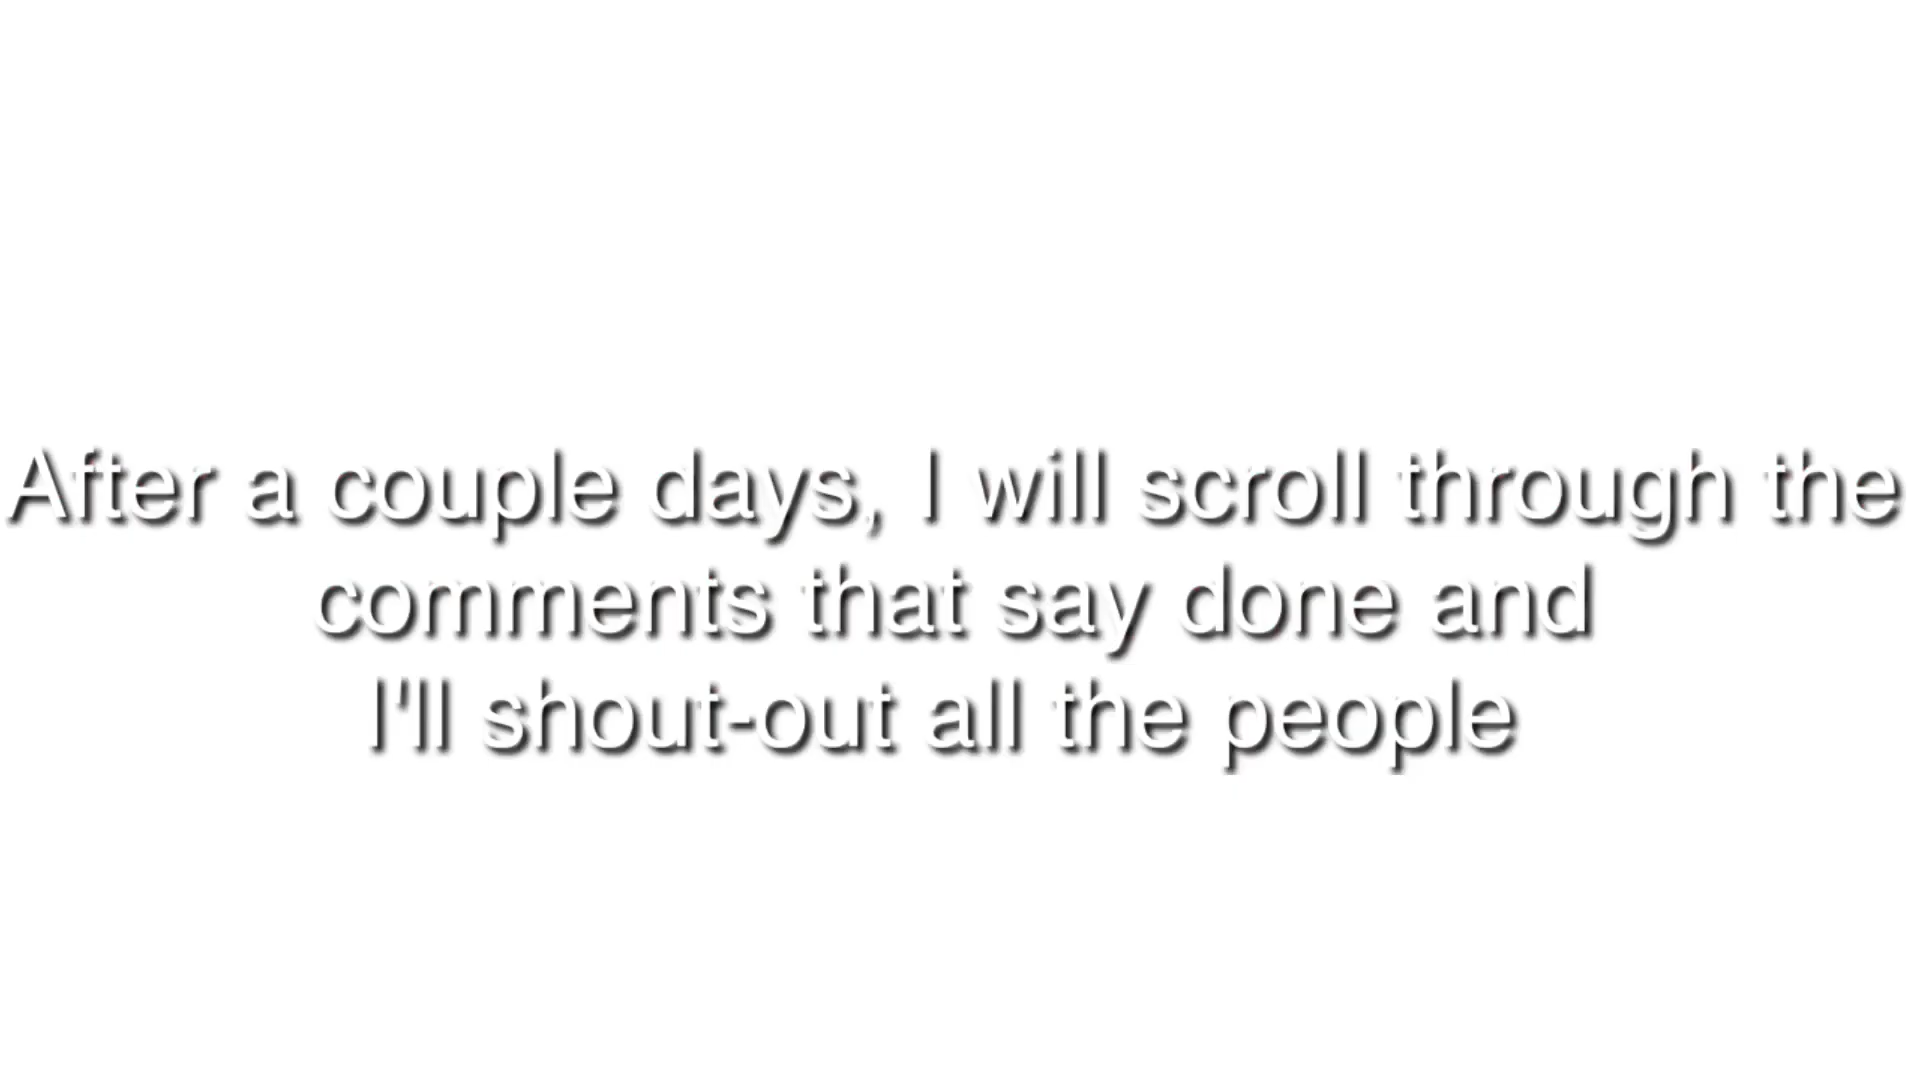 After a couple days, I will scroll through the
comments that say done and
I'll shout-out all the people